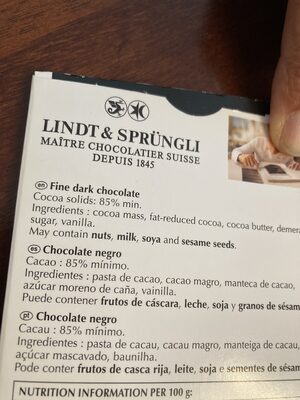 LINDT & SPRÜNGLI
MAÎTRE CHOCOLATIER SUISSE
DEPUIS 1845
en Fine dark chocolate
Cocoa solids: 85% min.
Ingredients : cocoa mass, fat-reduced cocoa, cocoa butter,
sugar, vanilla.
May contain nuts, milk, soya and sesame seeds.
es Chocolate negro
Cacao : 85% mínimo.
Ingredientes : pasta de cacao, cacao magro, manteca de cacao,
azúcar moreno de caña, vainilla.
Puede contener frutos de cáscara, leche, soja y granos de
pt Chocolate negro
Cacau : 85% mínimo.
Ingredientes : pasta de cacau, cacau magro, manteiga de cacau,
açúcar mascavado, baunilha.
Pode conter frutos de casca rija, leite, soja e sementes de
NUTRITION INFORMATION PER 100 g: